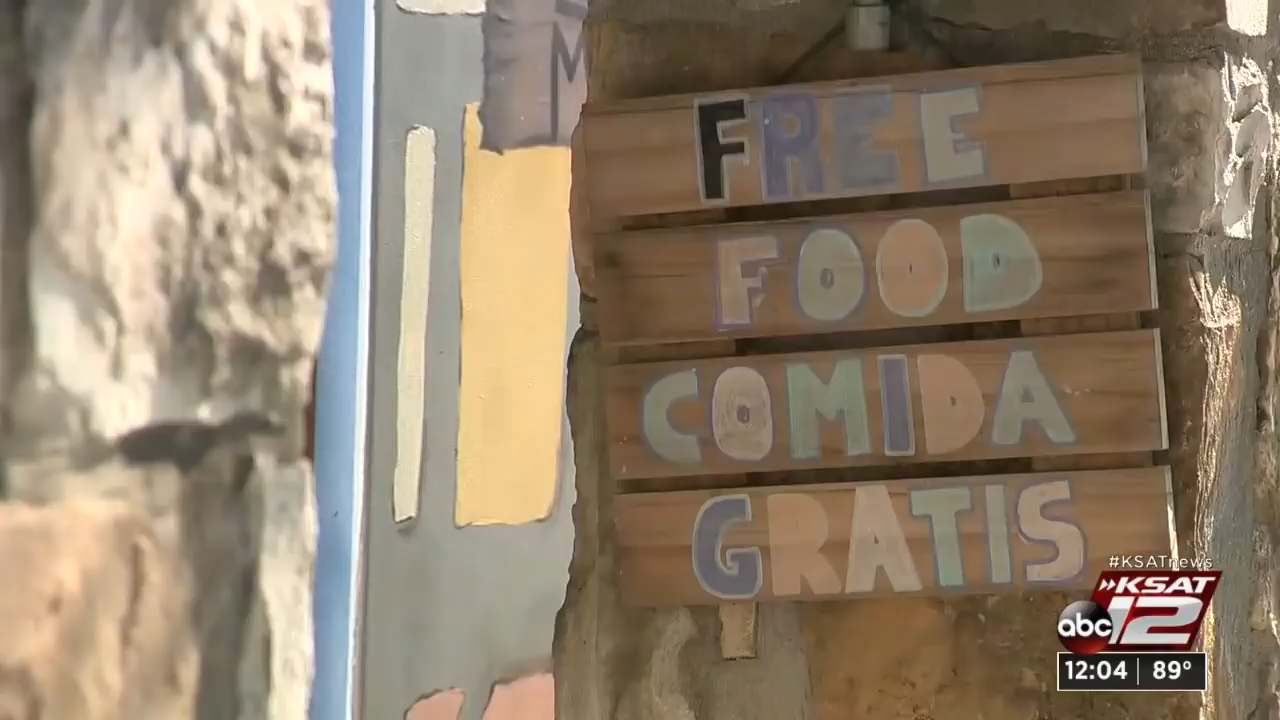 FREE
FOOD
COMIDA
GRATIS
#KSATnews
KSAT
abc 12
12:04 | 89°